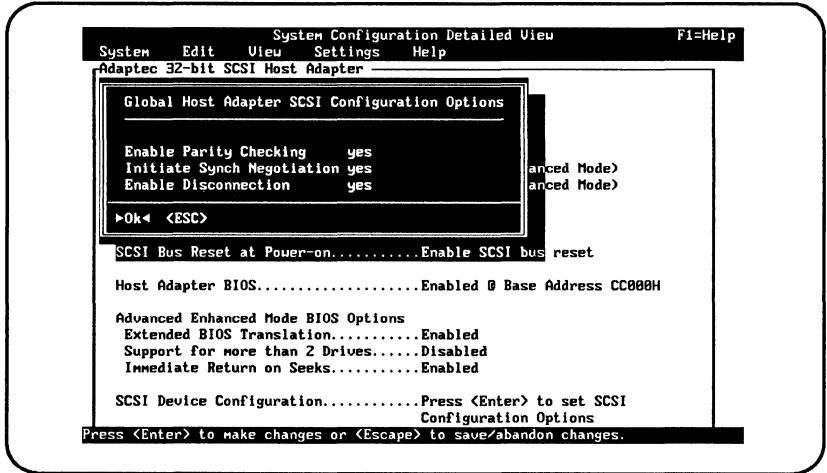 System Configuration Detailed View F1=Help
System Edit View Settings Help
Adaptec 32-bit SCSI Host Adapter
Global Host Adapter SCSI Configuration Options
Enable Parity Checking yes
Initiate Synch Negotiation yes anced Mode)
Enable Disconnection yes anced Mode)
►Ok◄ <ESC>
SCSI Bus Reset at Power-on...........Enable SCSI bus reset
Host Adapter BIOS....................Enabled @ Base Address CC000H
Advanced Enhanced Mode BIOS Options
Extended BIOS Translation...........Enabled
Support for more than 2 Drives......Disabled
Immediate Return on Seeks...........Enabled
SCSI Device Configuration............Press <Enter> to set SCSI
Configuration Options
Press <Enter> to make changes or <Escape> to save/abandon changes.